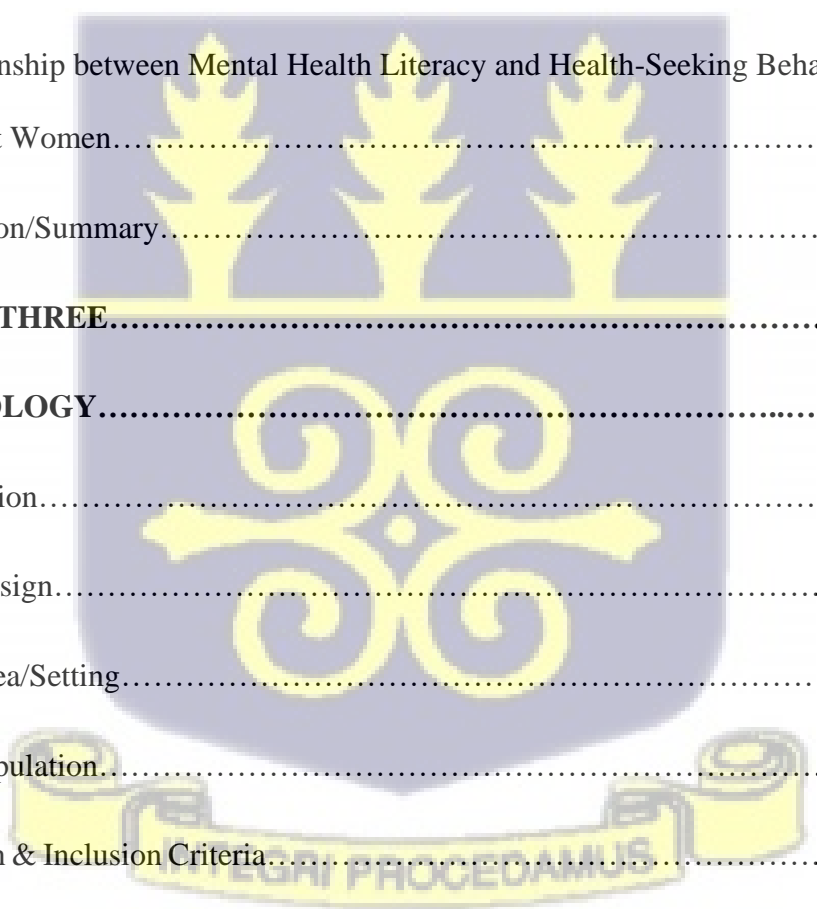 nship between Mental Health Literacy and Health-Seeking Beha
t Women……………………………………………………………
on/Summary……………………………………………………
THREE……………………………………………………………
OLOGY……………………………………………………...….
ion………………………………………………………………
sign………………………………………………………………
ea/Setting…………………………………………………………
pulation……………………………………………………………
n & Inclusion Criteria………………………………………………
INTEGRI PROCEDAMUS